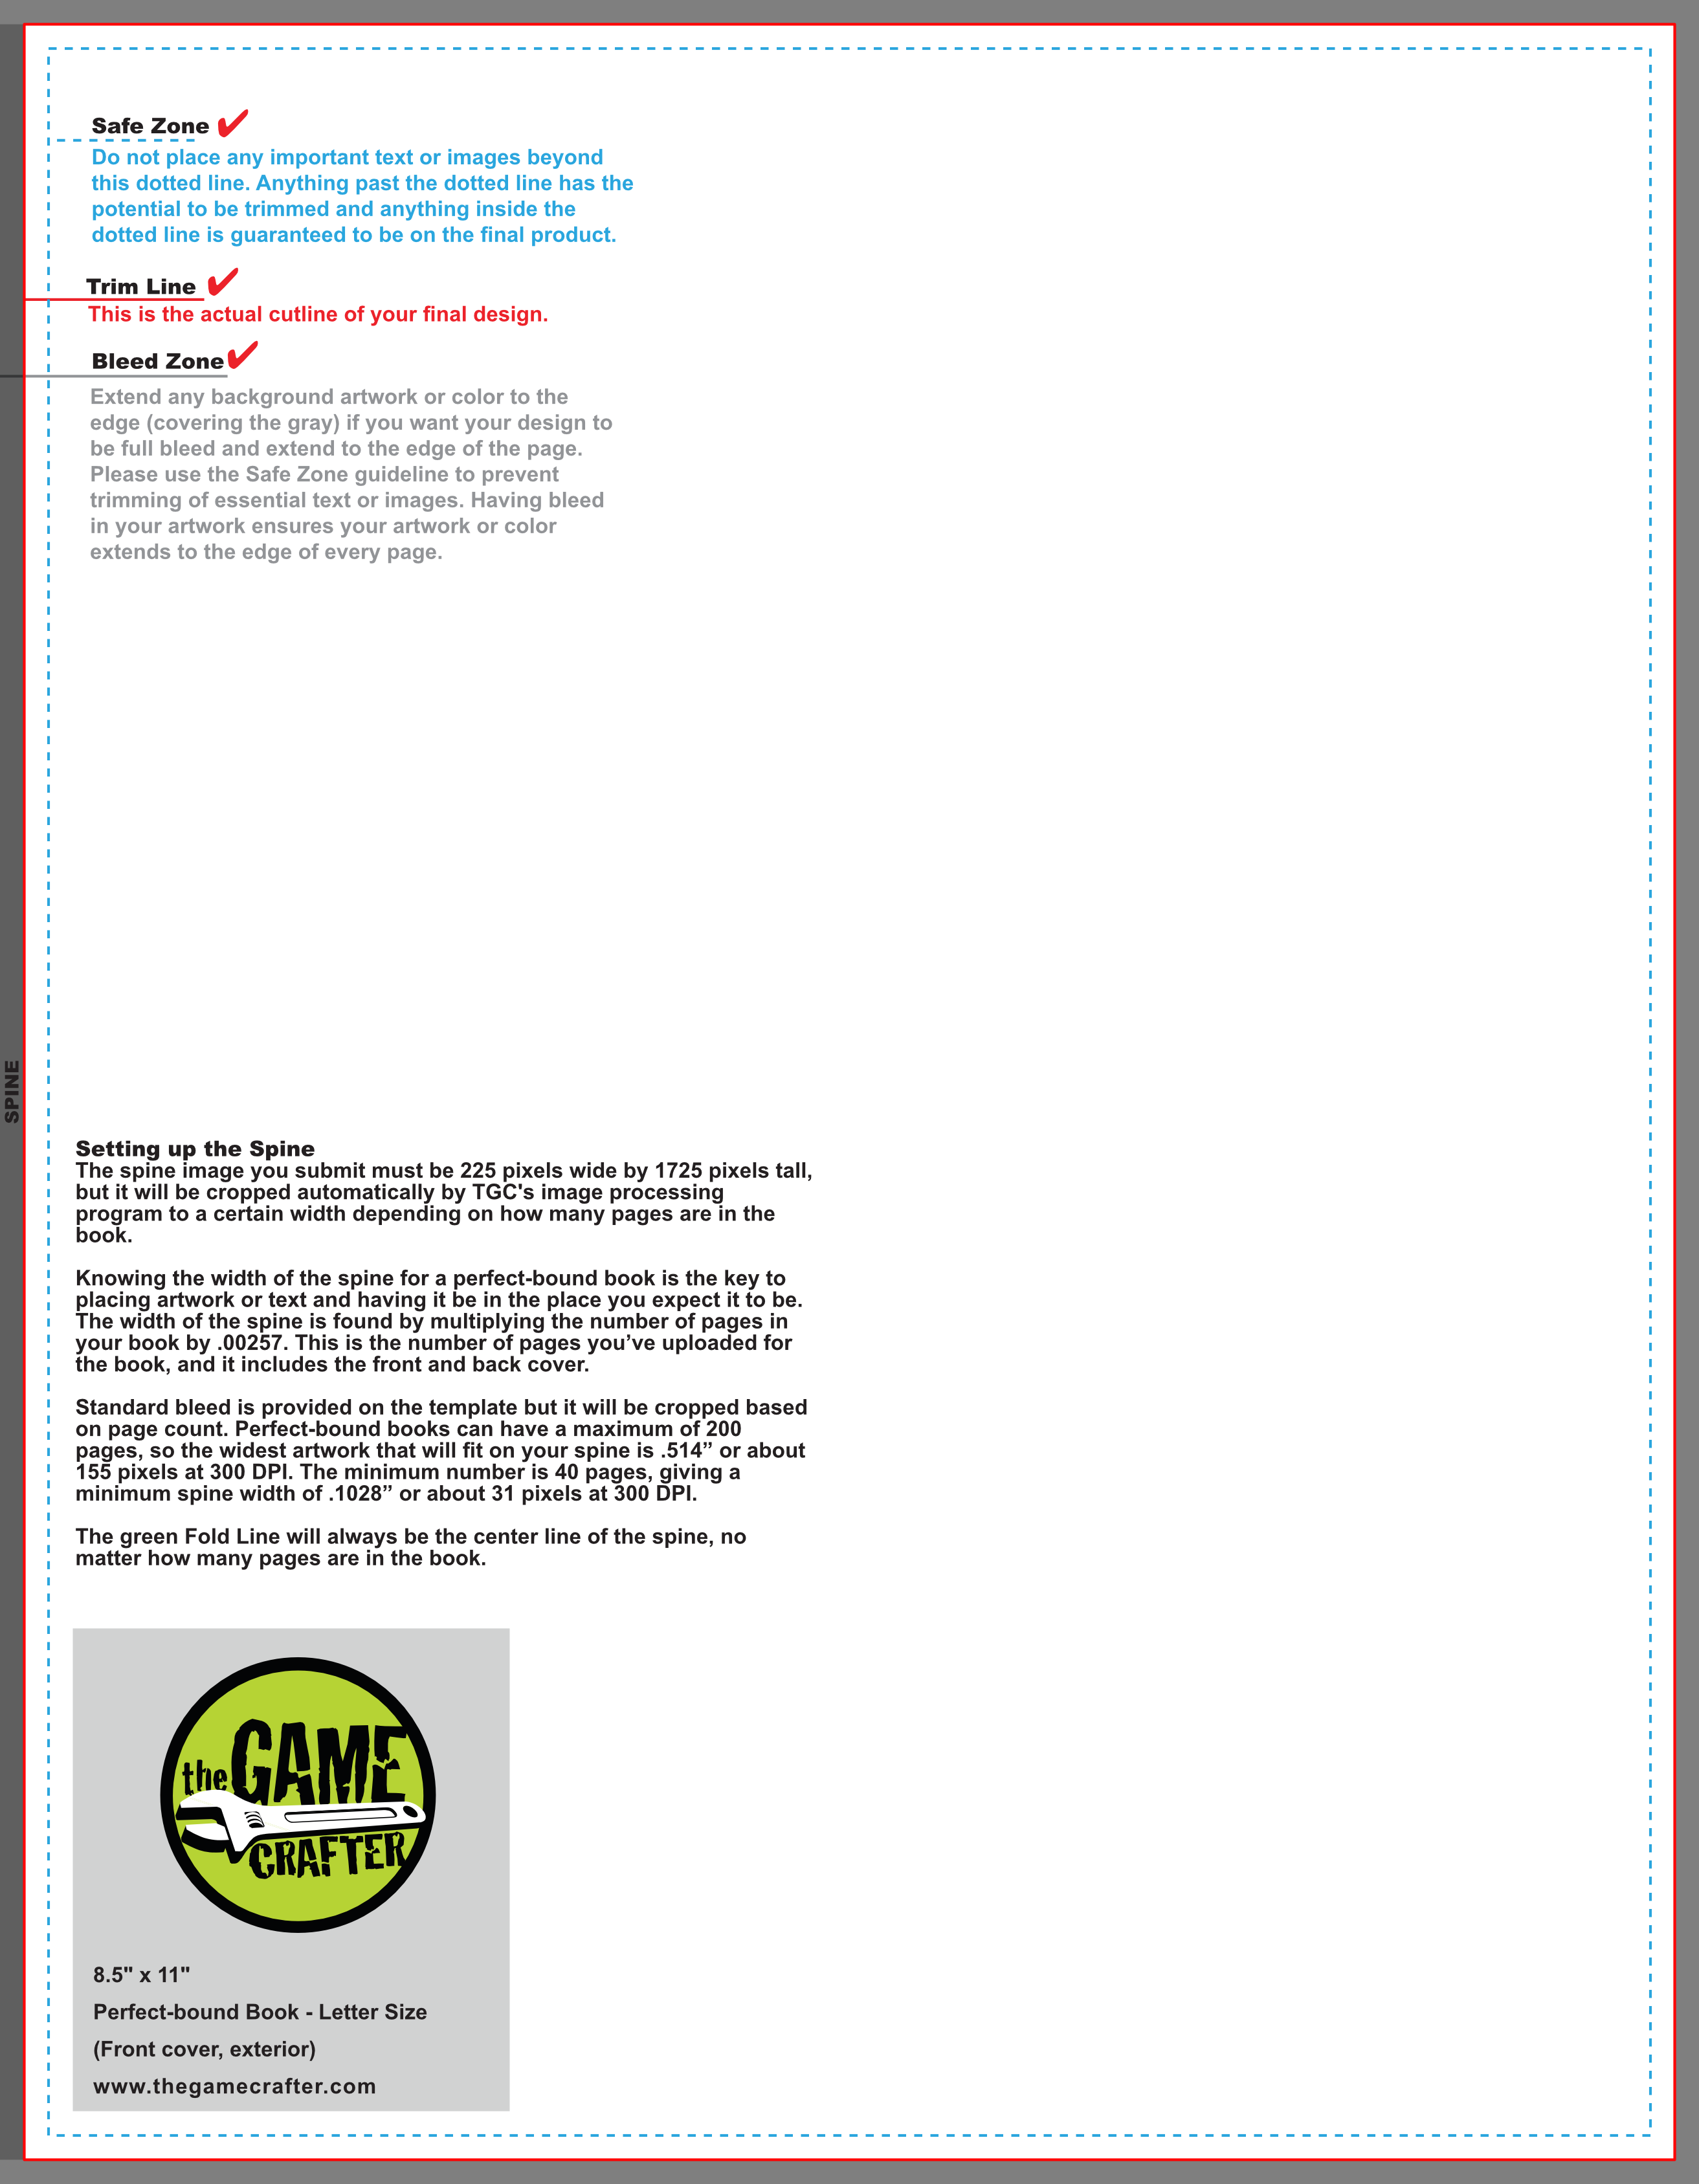 Safe Zone
Do not place any important text or images beyond
this dotted line. Anything past the dotted line has the
potential to be trimmed and anything inside the
dotted line is guaranteed to be on the final product.
Trim Line
This is the actual cutline of your final design.
Bleed Zone
Extend any background artwork or color to the
edge (covering the gray) if you want your design to
be full bleed and extend to the edge of the page.
Please use the Safe Zone guideline to prevent
trimming of essential text or images. Having bleed
in your artwork ensures your artwork or color
extends to the edge of every page.
SPINE
Setting up the Spine
The spine image you submit must be 225 pixels wide by 1725 pixels tall,
but it will be cropped automatically by TGC's image processing
program to a certain width depending on how many pages are in the
book.
Knowing the width of the spine for a perfect-bound book is the key to
placing artwork or text and having it be in the place you expect it to be.
The width of the spine is found by multiplying the number of pages in
your book by .00257. This is the number of pages you’ve uploaded for
the book, and it includes the front and back cover.
Standard bleed is provided on the template but it will be cropped based
on page count. Perfect-bound books can have a maximum of 200
pages, so the widest artwork that will fit on your spine is .514” or about
155 pixels at 300 DPI. The minimum number is 40 pages, giving a
minimum spine width of .1028” or about 31 pixels at 300 DPI.
The green Fold Line will always be the center line of the spine, no
matter how many pages are in the book.
the GAME
CRAFTER
8.5" x 11"
Perfect-bound Book - Letter Size
(Front cover, exterior)
www.thegamecrafter.com